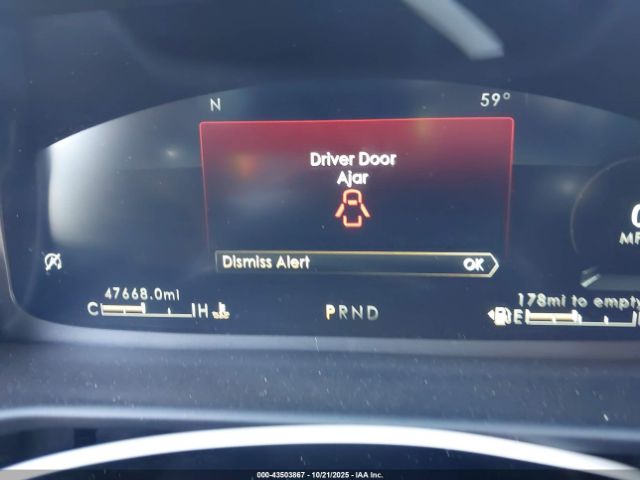 N
59°
Driver Door
Ajar
Dismiss Alert OK
47668.0mi
C H
PRND
178mi to empty
E
000-43503867 - 10/21/2025 - IAA Inc.